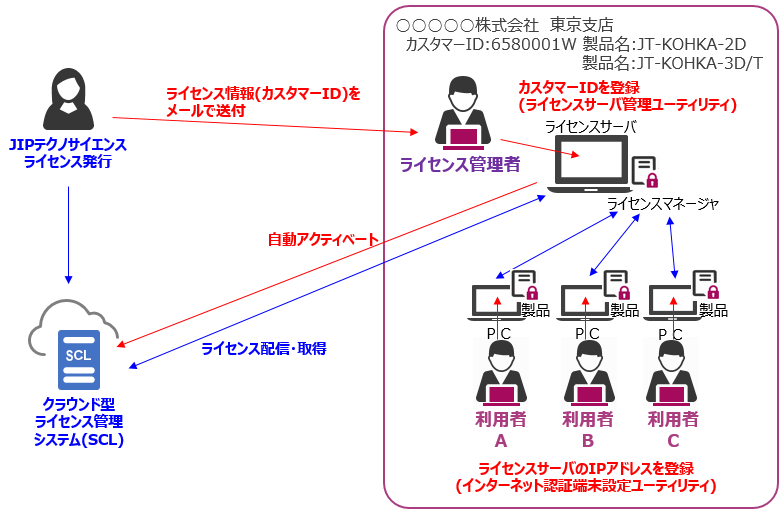 ○○○○○株式会社 東京支店
カスタマーID:6580001W 製品名:JT-KOHKA-2D
製品名:JT-KOHKA-3D/T
ライセンス情報(カスタマーID)を
メールで送付
カスタマーIDを登録
(ライセンスサーバ管理ユーティリティ)
ライセンスサーバ
JIPテクノサイエンス
ライセンス発行
ライセンス管理者
ライセンスマネージャ
自動アクティベート
製品
製品
製品
PC
PC
PC
SCL
ライセンス配信・取得
クラウンド型
ライセンス管理
システム(SCL)
利用者
A
利用者
B
利用者
C
ライセンスサーバのIPアドレスを登録
(インターネット認証端末設定ユーティリティ)